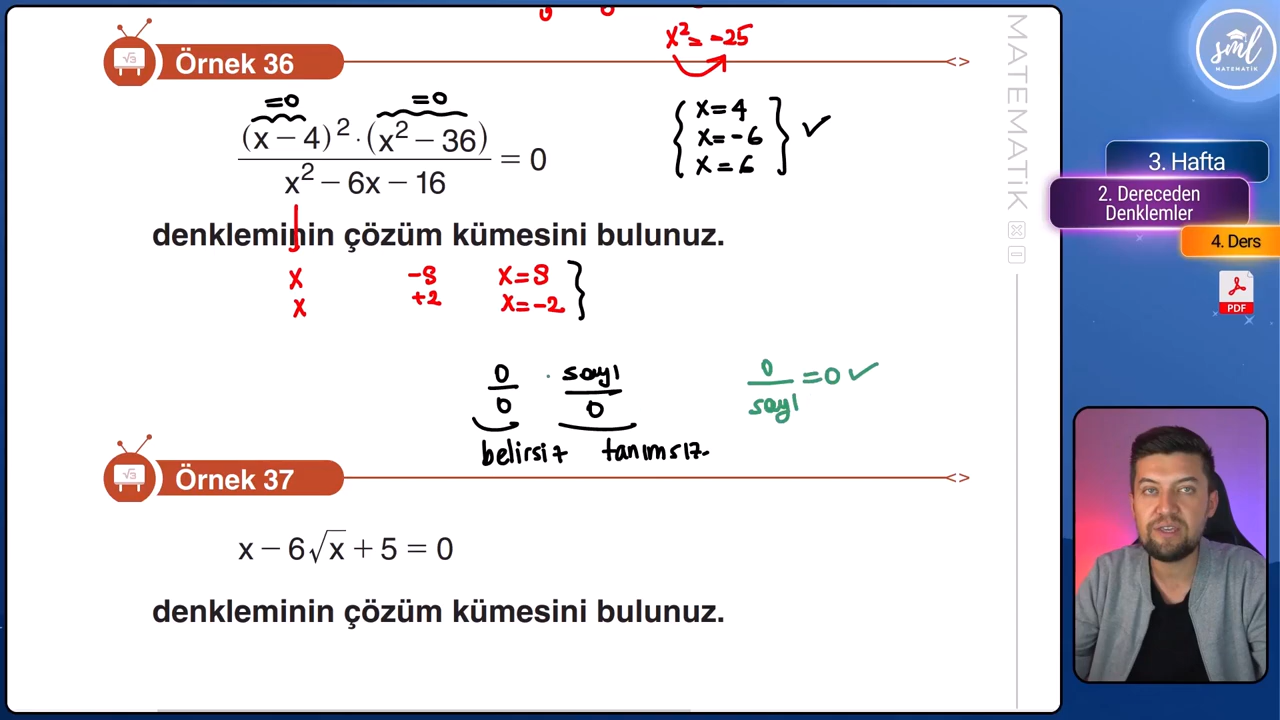 x² = -25
Örnek 36
=0
=0
(x − 4)² · (x² − 36)
x² − 6x − 16
= 0
x = 4
x = -6
x = 6
denkleminin çözüm kümesini bulunuz.
x -8 x = 8
x +2 x = -2
0/0 · sayı/0
0/sayı = 0 ✓
belirsiz tanımsız.
Örnek 37
x − 6√x + 5 = 0
denkleminin çözüm kümesini bulunuz.
MATEMATİK
√3
√3
sml
MATEMATİK
3. Hafta
2. Dereceden
Denklemler
4. Ders
PDF